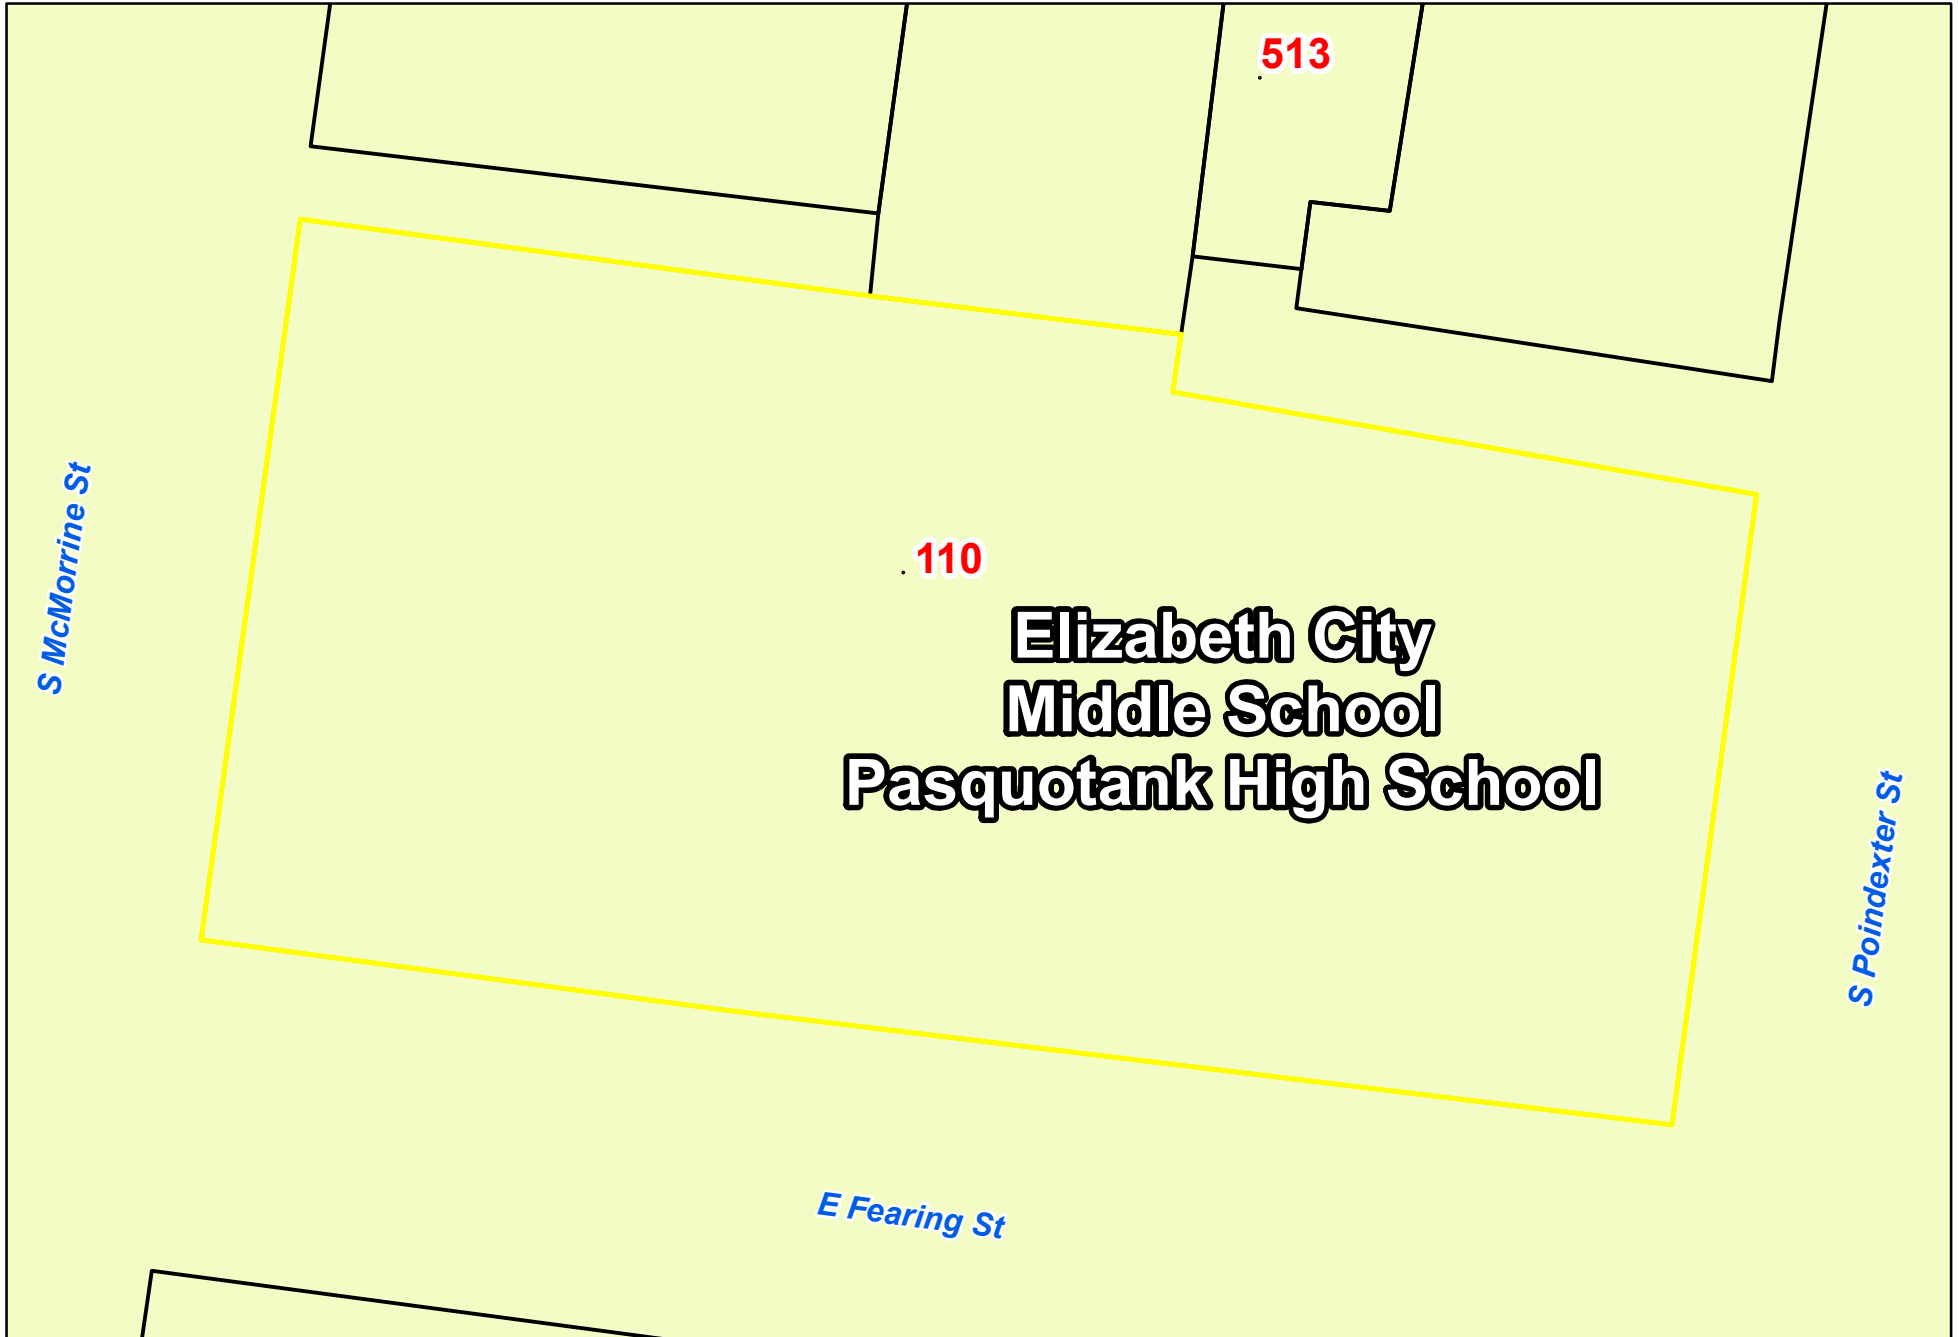 513
S McMorrine St
110
Elizabeth City
Middle School
Pasquotank High School
S Poindexter St
E Fearing St